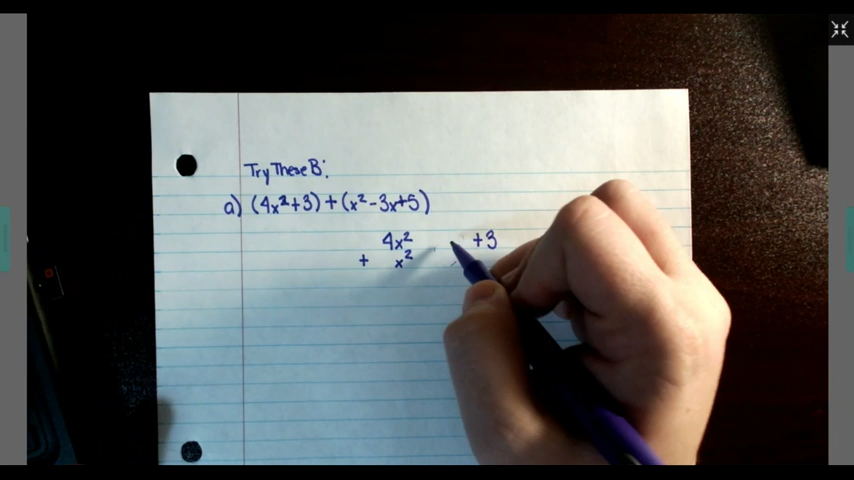 Try These B:
a) (4x²+3) + (x²-3x+5)
4x² +3
+ x²